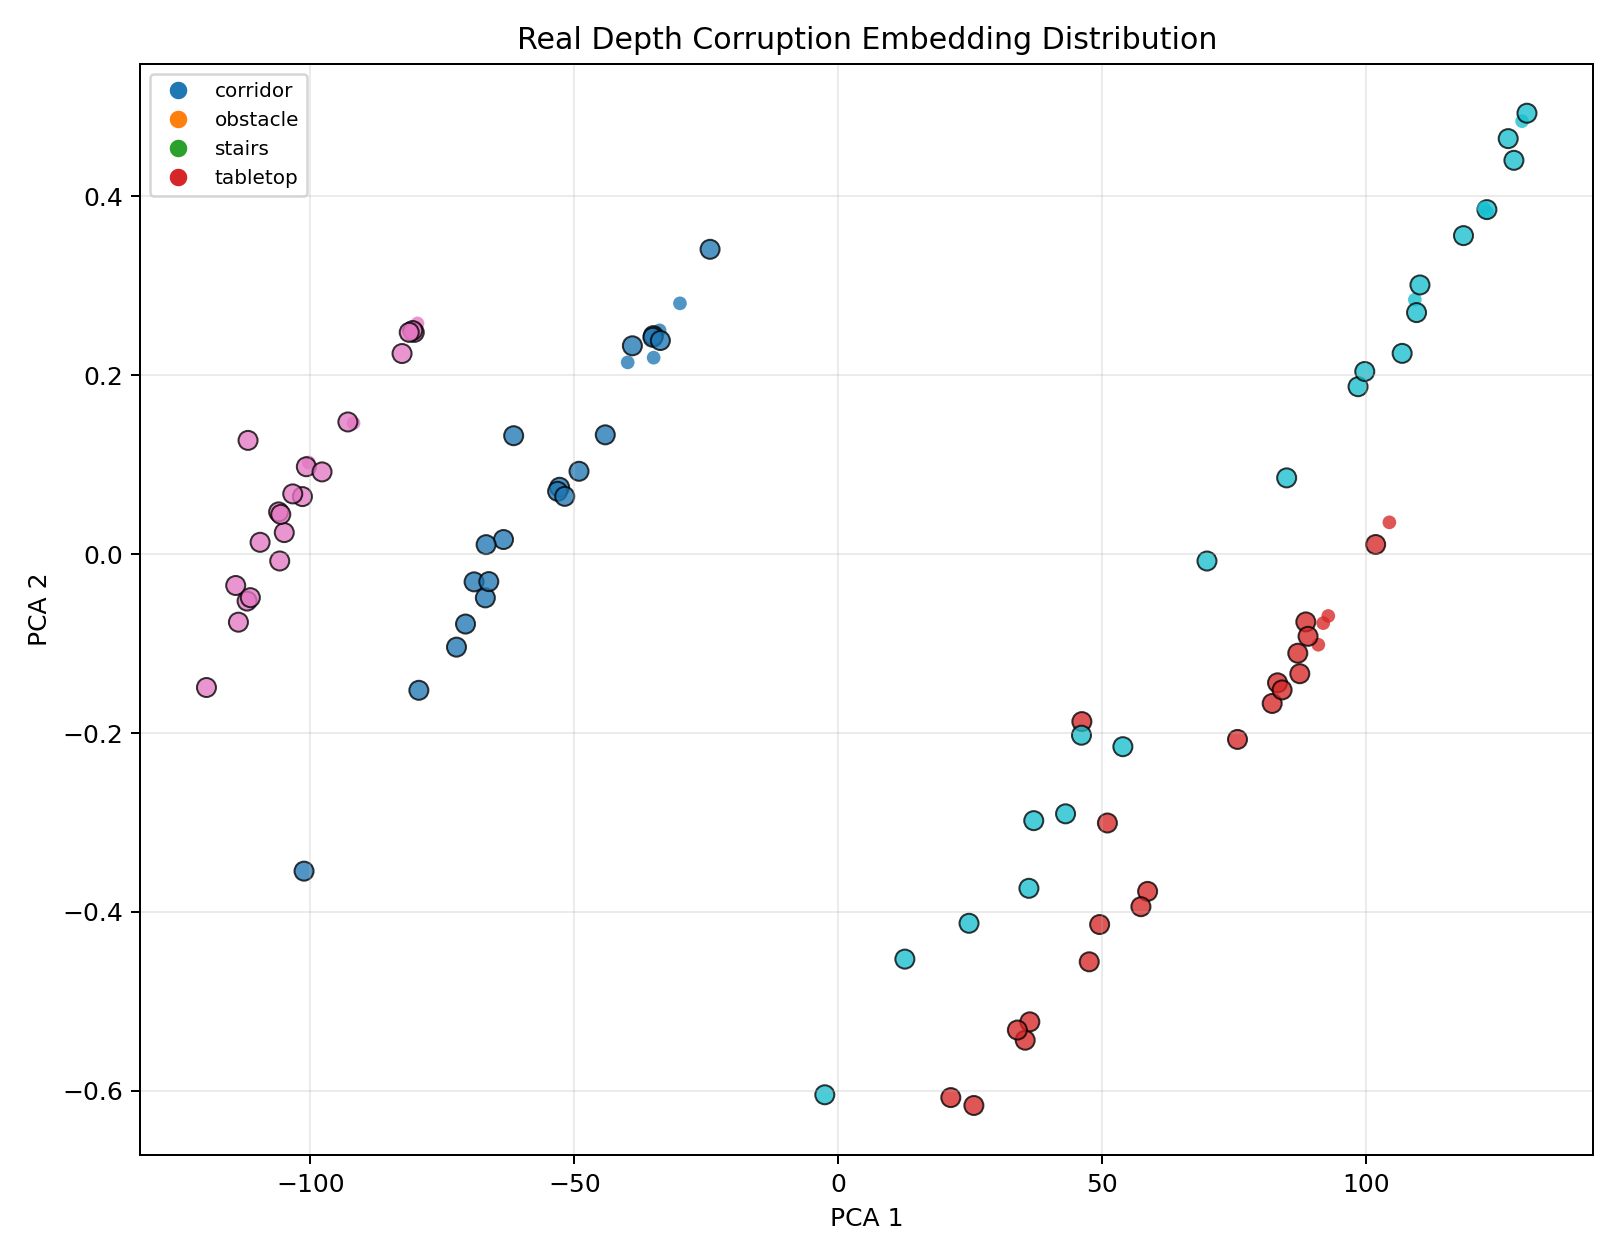 Real Depth Corruption Embedding Distribution
corridor
obstacle
stairs
tabletop
0.4
0.2
0.0
−0.2
−0.4
−0.6
PCA 2
−100
−50
0
50
100
PCA 1